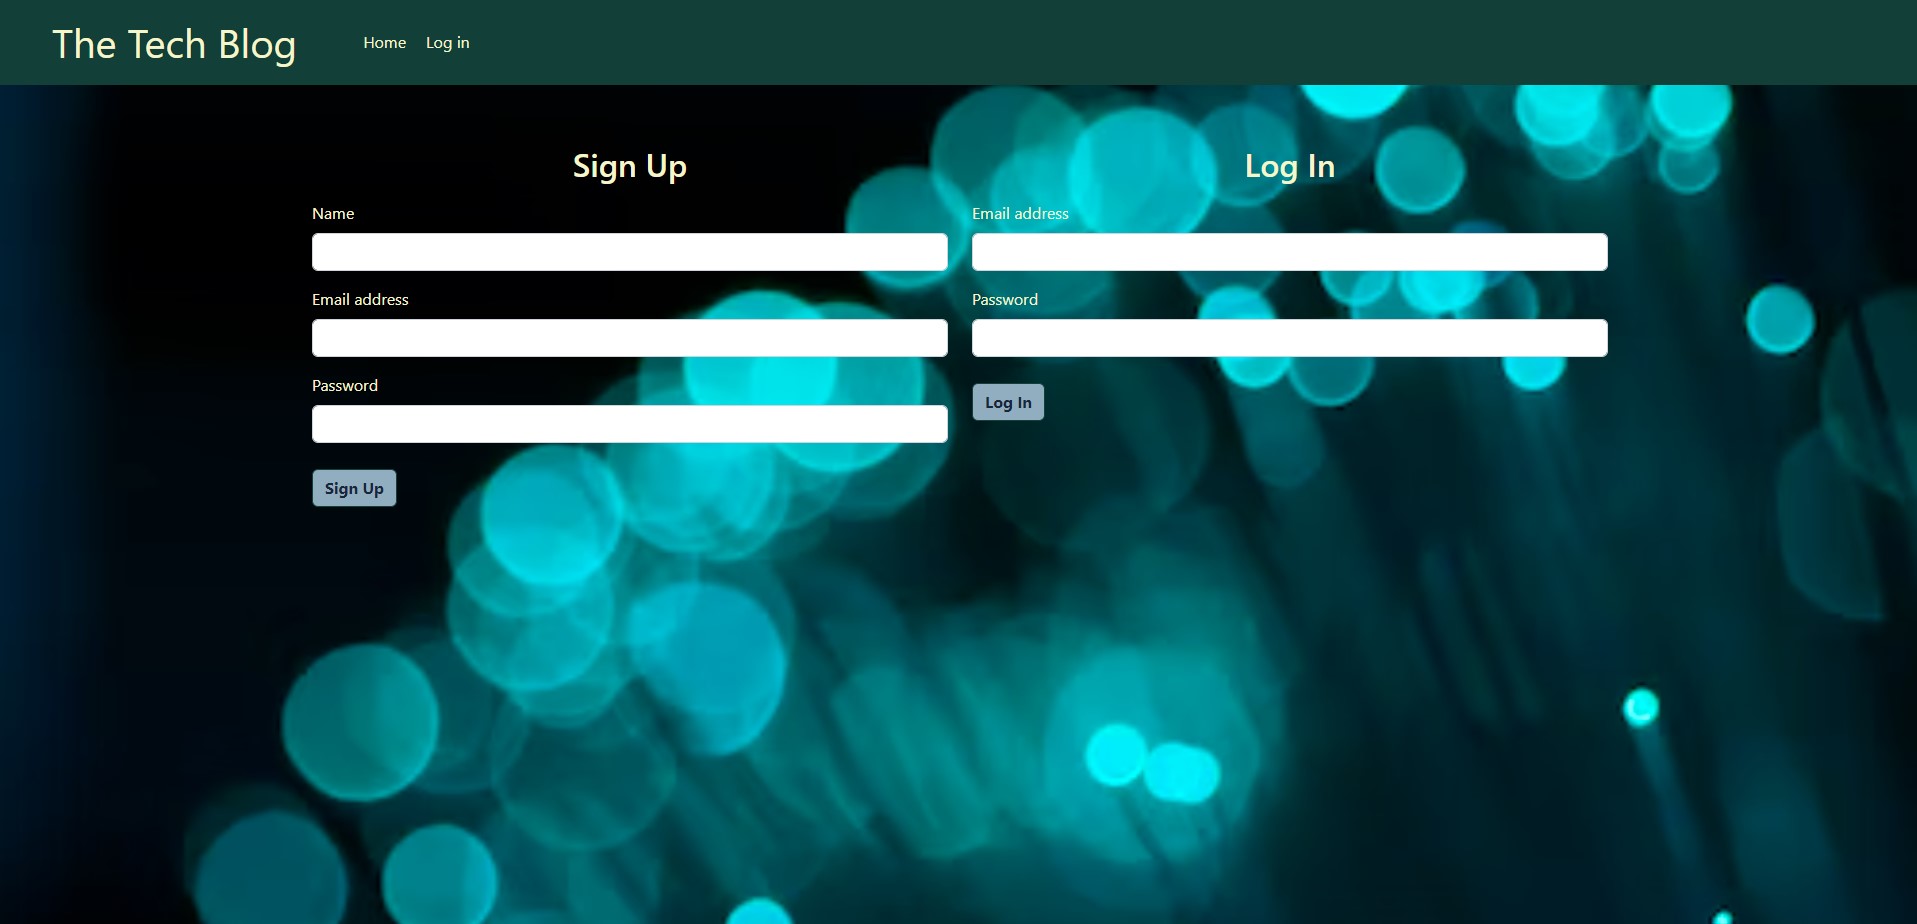 The Tech Blog
Home
Log in
Sign Up
Name
Email address
Password
Sign Up
Log In
Email address
Password
Log In